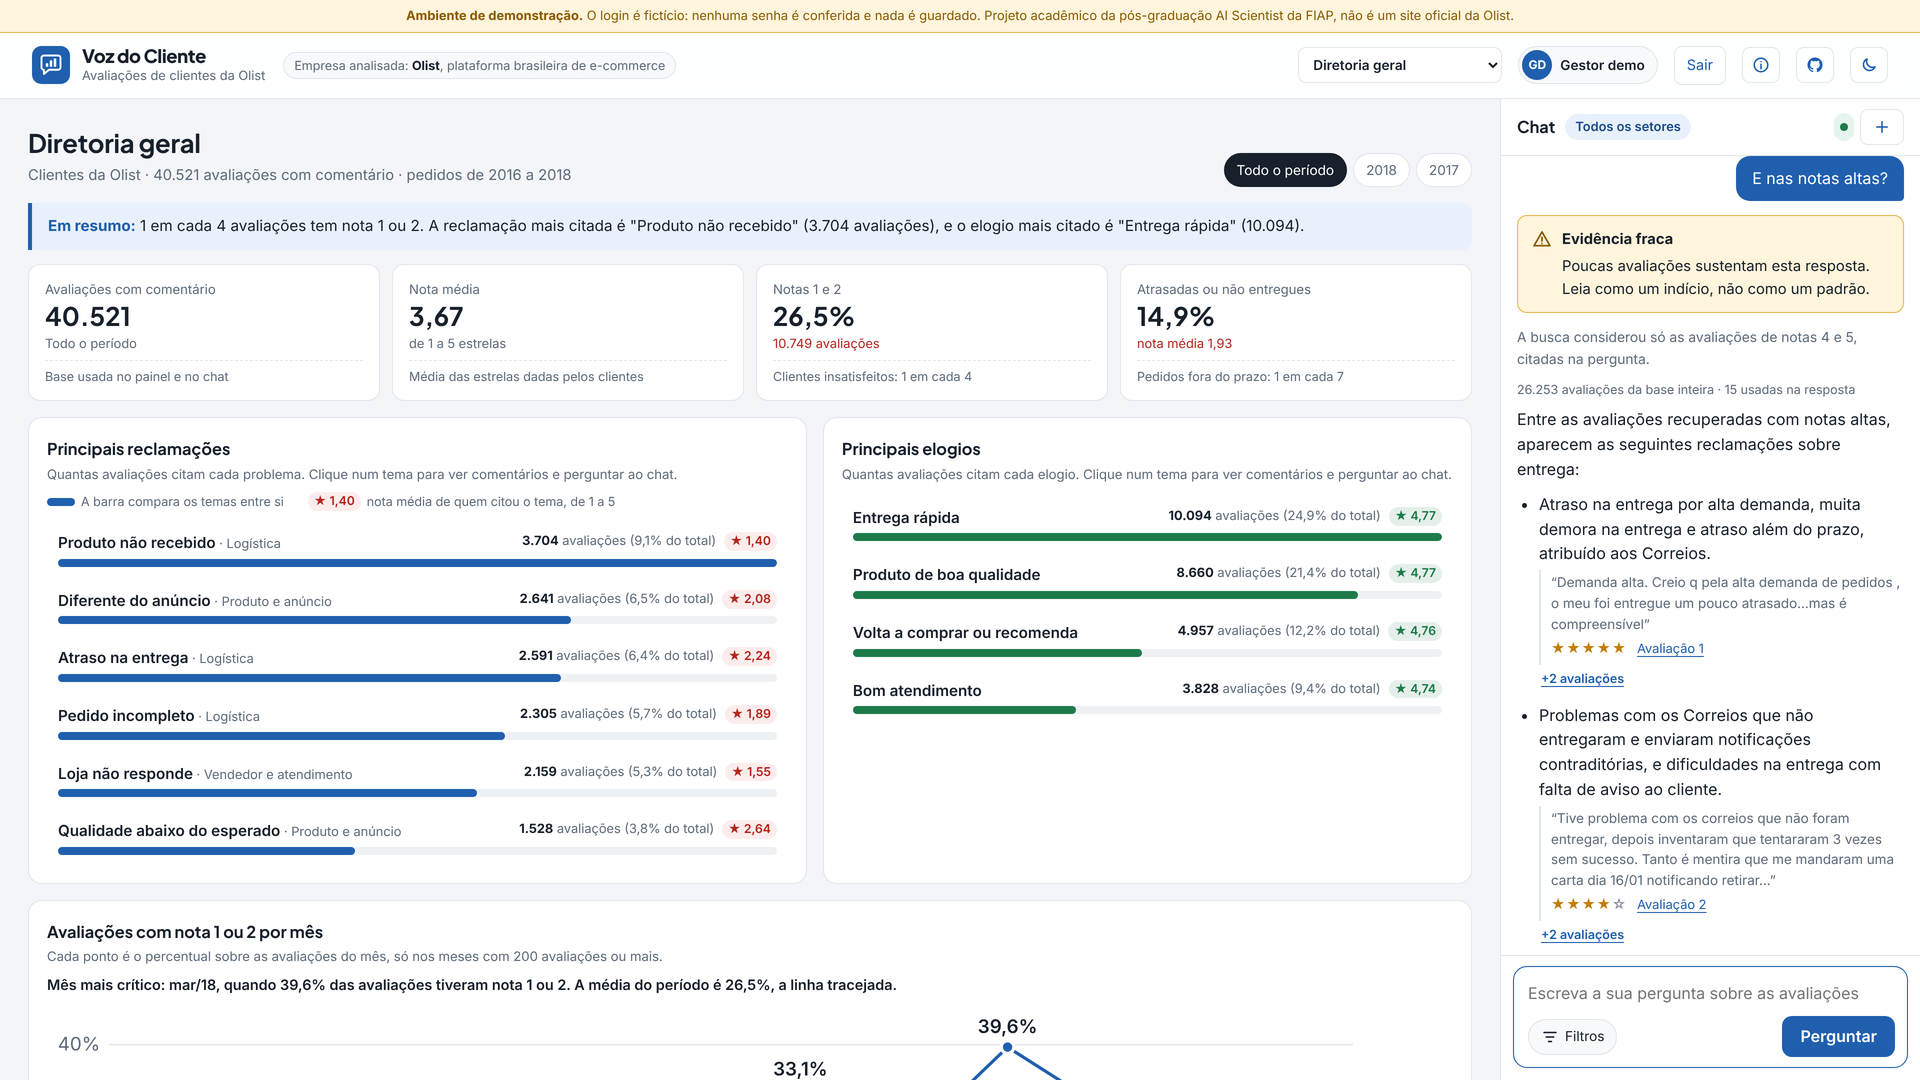 Ambiente de demonstração. O login é fictício: nenhuma senha é conferida e nada é guardado. Projeto acadêmico da pós-graduação AI Scientist da FIAP, não é um site oficial da Olist.
Voz do Cliente
Avaliações de clientes da Olist
Empresa analisada: Olist, plataforma brasileira de e-commerce
Diretoria geral
GD Gestor demo
Sair
Diretoria geral
Clientes da Olist · 40.521 avaliações com comentário · pedidos de 2016 a 2018
Todo o período 2018 2017
Em resumo: 1 em cada 4 avaliações tem nota 1 ou 2. A reclamação mais citada é "Produto não recebido" (3.704 avaliações), e o elogio mais citado é "Entrega rápida" (10.094).
Avaliações com comentário
40.521
Todo o período
Base usada no painel e no chat
Nota média
3,67
de 1 a 5 estrelas
Média das estrelas dadas pelos clientes
Notas 1 e 2
26,5%
10.749 avaliações
Clientes insatisfeitos: 1 em cada 4
Atrasadas ou não entregues
14,9%
nota média 1,93
Pedidos fora do prazo: 1 em cada 7
Principais reclamações
Quantas avaliações citam cada problema. Clique num tema para ver comentários e perguntar ao chat.
A barra compara os temas entre si ★ 1,40 nota média de quem citou o tema, de 1 a 5
Produto não recebido · Logística 3.704 avaliações (9,1% do total) ★ 1,40
Diferente do anúncio · Produto e anúncio 2.641 avaliações (6,5% do total) ★ 2,08
Atraso na entrega · Logística 2.591 avaliações (6,4% do total) ★ 2,24
Pedido incompleto · Logística 2.305 avaliações (5,7% do total) ★ 1,89
Loja não responde · Vendedor e atendimento 2.159 avaliações (5,3% do total) ★ 1,55
Qualidade abaixo do esperado · Produto e anúncio 1.528 avaliações (3,8% do total) ★ 2,64
Principais elogios
Quantas avaliações citam cada elogio. Clique num tema para ver comentários e perguntar ao chat.
Entrega rápida 10.094 avaliações (24,9% do total) ★ 4,77
Produto de boa qualidade 8.660 avaliações (21,4% do total) ★ 4,77
Volta a comprar ou recomenda 4.957 avaliações (12,2% do total) ★ 4,76
Bom atendimento 3.828 avaliações (9,4% do total) ★ 4,74
Avaliações com nota 1 ou 2 por mês
Cada ponto é o percentual sobre as avaliações do mês, só nos meses com 200 avaliações ou mais.
Mês mais crítico: mar/18, quando 39,6% das avaliações tiveram nota 1 ou 2. A média do período é 26,5%, a linha tracejada.
39,6%
40%
33,1%
Chat Todos os setores
E nas notas altas?
Evidência fraca
Poucas avaliações sustentam esta resposta.
Leia como um indício, não como um padrão.
A busca considerou só as avaliações de notas 4 e 5,
citadas na pergunta.
26.253 avaliações da base inteira · 15 usadas na resposta
Entre as avaliações recuperadas com notas altas,
aparecem as seguintes reclamações sobre
entrega:
• Atraso na entrega por alta demanda, muita
demora na entrega e atraso além do prazo,
atribuído aos Correios.
“Demanda alta. Creio q pela alta demanda de pedidos ,
o meu foi entregue um pouco atrasado...mas é
compreensível”
★★★★★ Avaliação 1
+2 avaliações
• Problemas com os Correios que não
entregaram e enviaram notificações
contraditórias, e dificuldades na entrega com
falta de aviso ao cliente.
“Tive problema com os correios que não foram
entregar, depois inventaram que tentararam 3 vezes
sem sucesso. Tanto é mentira que me mandaram uma
carta dia 16/01 notificando retirar...”
★★★★☆ Avaliação 2
+2 avaliações
Escreva a sua pergunta sobre as avaliações
Filtros
Perguntar